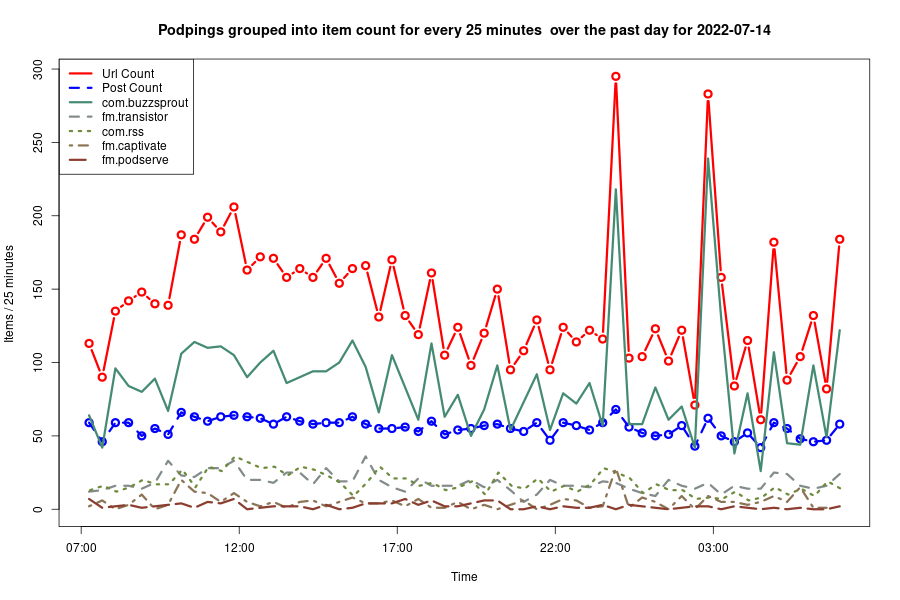 Podpings grouped into item count for every 25 minutes  over the past day for 2022-07-14
Url Count
Post Count
com.buzzsprout
fm.transistor
com.rss
fm.captivate
fm.podserve
Items / 25 minutes
300
250
200
150
100
50
0
07:00
12:00
17:00
22:00
03:00
Time